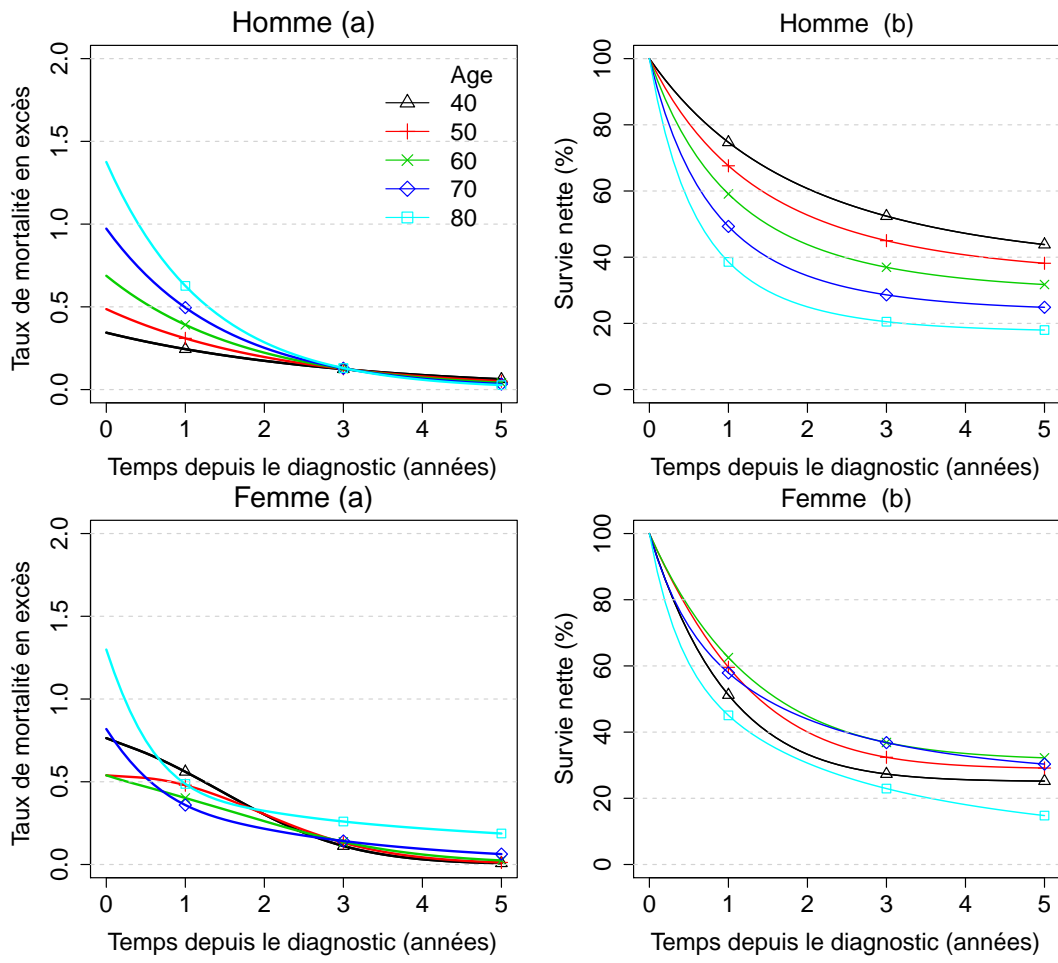 Homme (a)
Taux de mortalité en excès
2.0
1.5
1.0
0.5
0.0
Age
40
50
60
70
80
0 1 2 3 4 5
Temps depuis le diagnostic (années)
Homme (b)
Survie nette (%)
100
80
60
40
20
0
0 1 2 3 4 5
Temps depuis le diagnostic (années)
Femme (a)
Taux de mortalité en excès
2.0
1.5
1.0
0.5
0.0
0 1 2 3 4 5
Temps depuis le diagnostic (années)
Femme (b)
Survie nette (%)
100
80
60
40
20
0
0 1 2 3 4 5
Temps depuis le diagnostic (années)